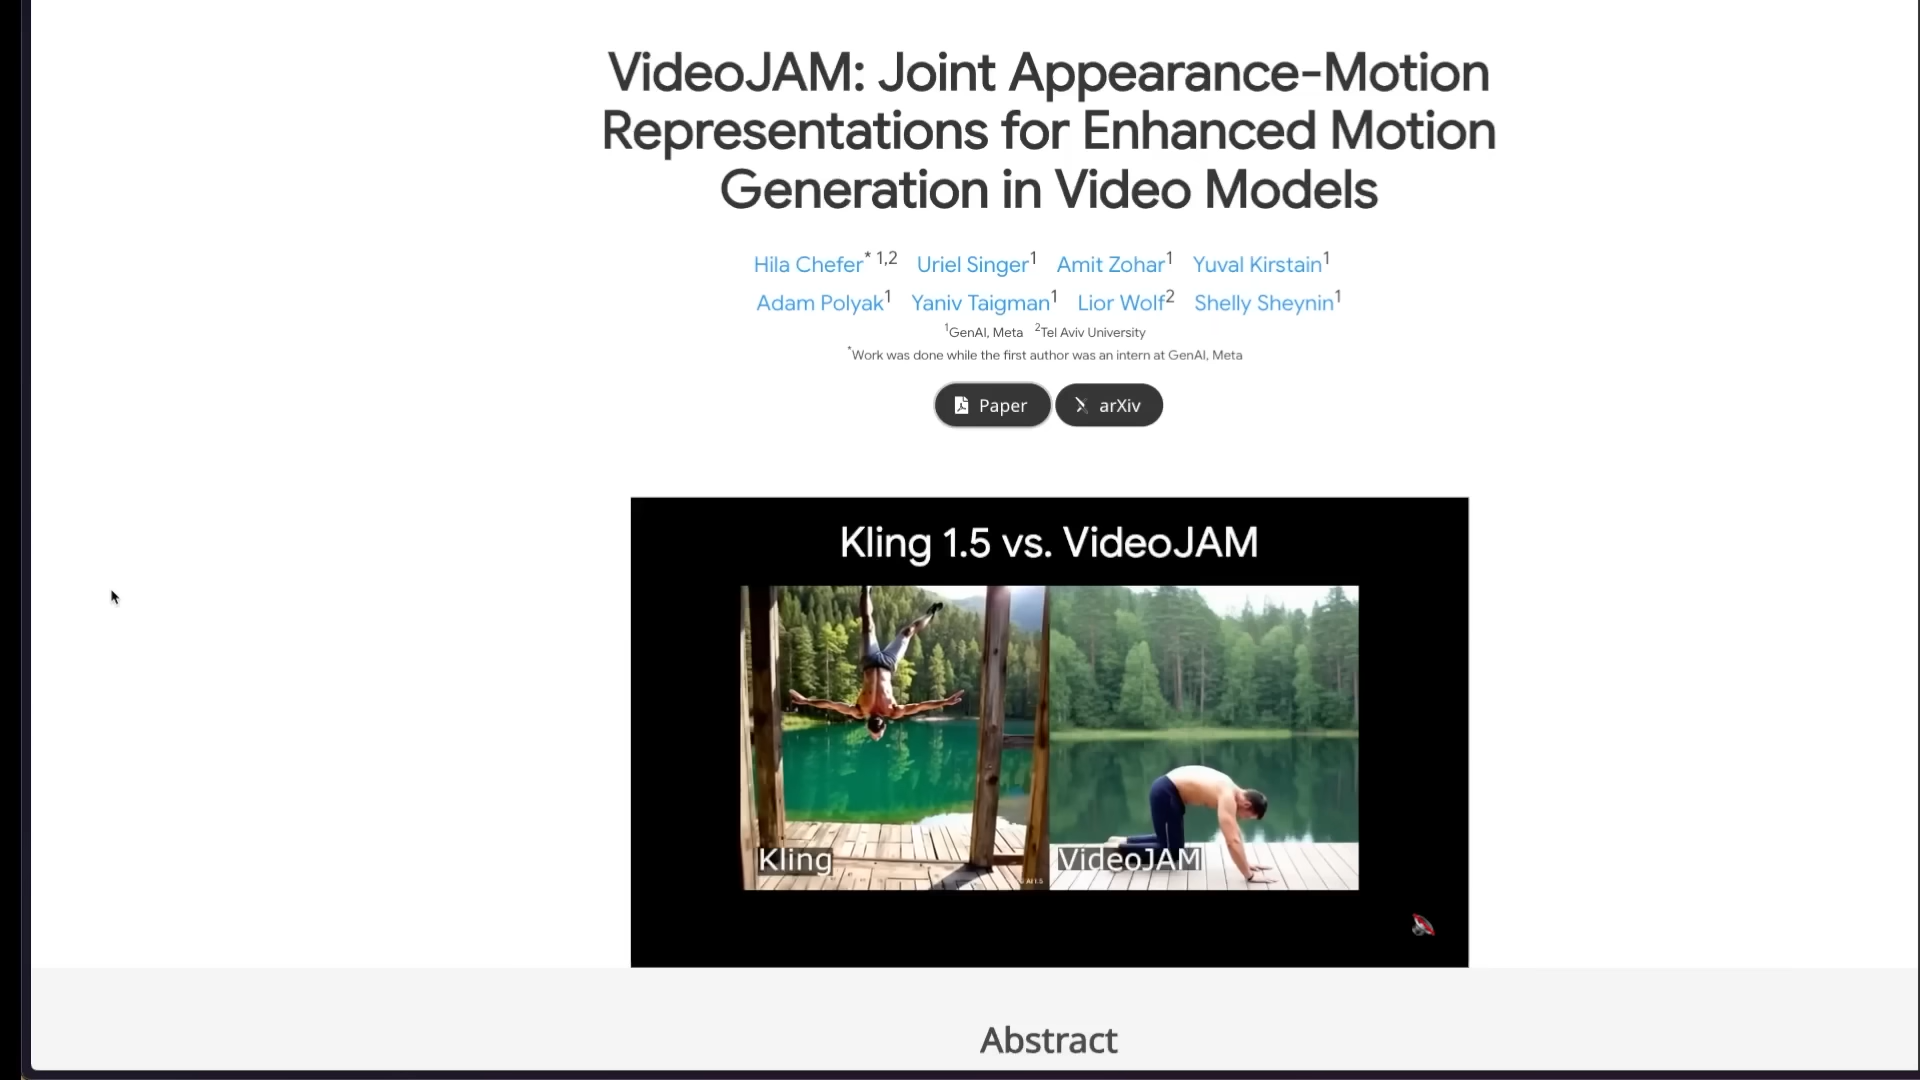 VideoJAM: Joint Appearance-Motion
Representations for Enhanced Motion
Generation in Video Models
Hila Chefer* 1,2 Uriel Singer1 Amit Zohar1 Yuval Kirstain1
Adam Polyak1 Yaniv Taigman1 Lior Wolf2 Shelly Sheynin1
1GenAI, Meta 2Tel Aviv University
*Work was done while the first author was an intern at GenAI, Meta
Paper arXiv
Kling 1.5 vs. VideoJAM
Kling VideoJAM
Abstract